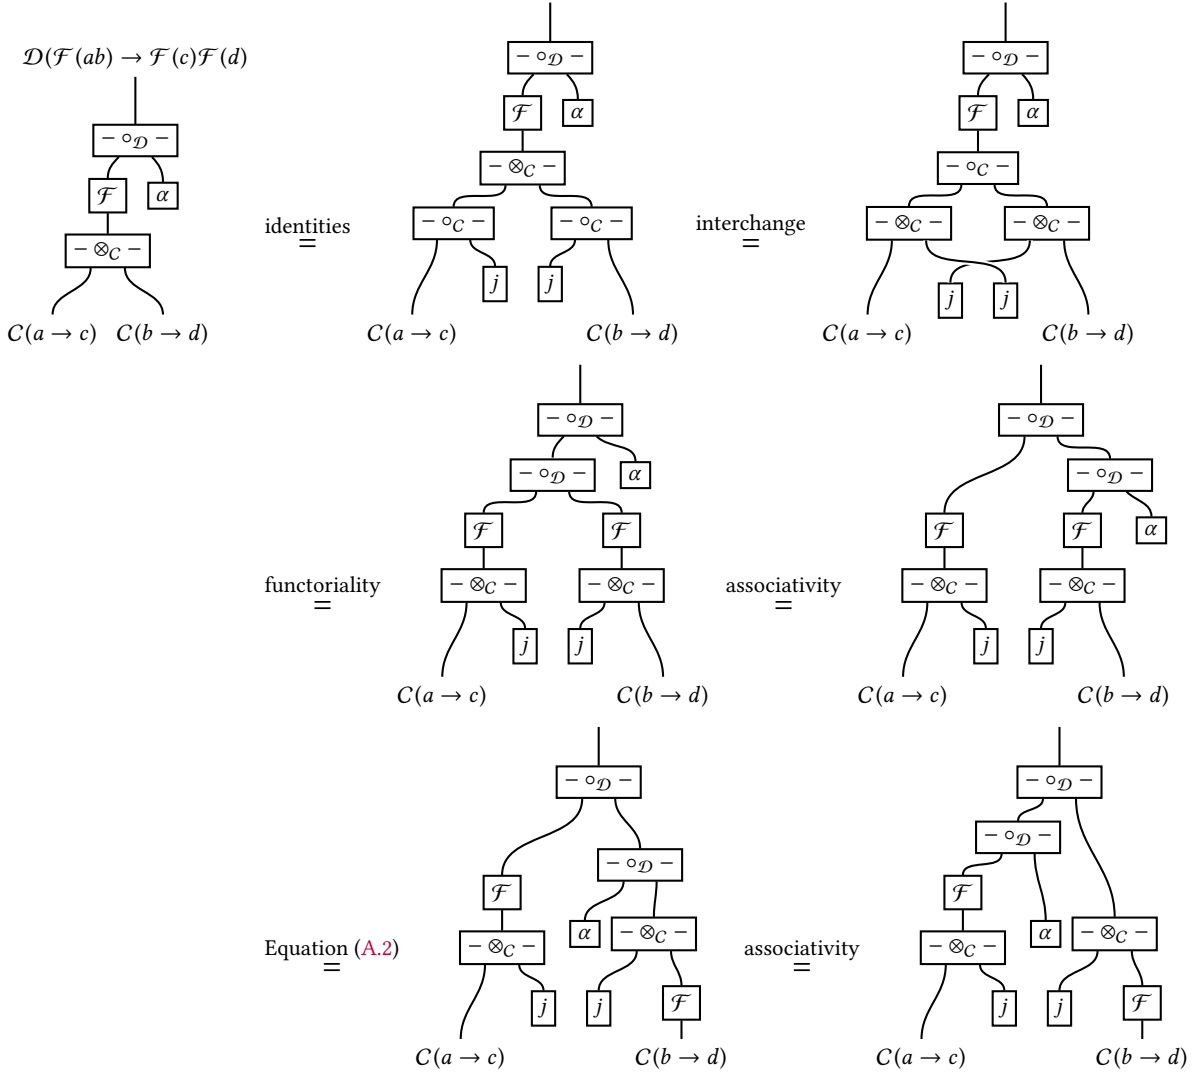 𝒟(ℱ(ab) → ℱ(c)ℱ(d)
− ∘𝒟 −
ℱ α
− ⊗𝐶 −
C(a → c) C(b → d)
identities
=
− ∘𝒟 −
ℱ α
− ⊗𝐶 −
− ∘𝐶 − − ∘𝐶 −
j j
C(a → c) C(b → d)
interchange
=
− ∘𝒟 −
ℱ α
− ∘𝐶 −
− ⊗𝐶 − − ⊗𝐶 −
j j
C(a → c) C(b → d)
functoriality
=
− ∘𝒟 −
− ∘𝒟 − α
ℱ ℱ
− ⊗𝐶 − − ⊗𝐶 −
j j
C(a → c) C(b → d)
associativity
=
− ∘𝒟 −
− ∘𝒟 −
ℱ ℱ α
− ⊗𝐶 − − ⊗𝐶 −
j j
C(a → c) C(b → d)
Equation (A.2)
=
− ∘𝒟 −
− ∘𝒟 −
ℱ
α − ⊗𝐶 −
− ⊗𝐶 −
j j ℱ
C(a → c) C(b → d)
associativity
=
− ∘𝒟 −
− ∘𝒟 −
ℱ
α − ⊗𝐶 −
− ⊗𝐶 −
j j ℱ
C(a → c) C(b → d)